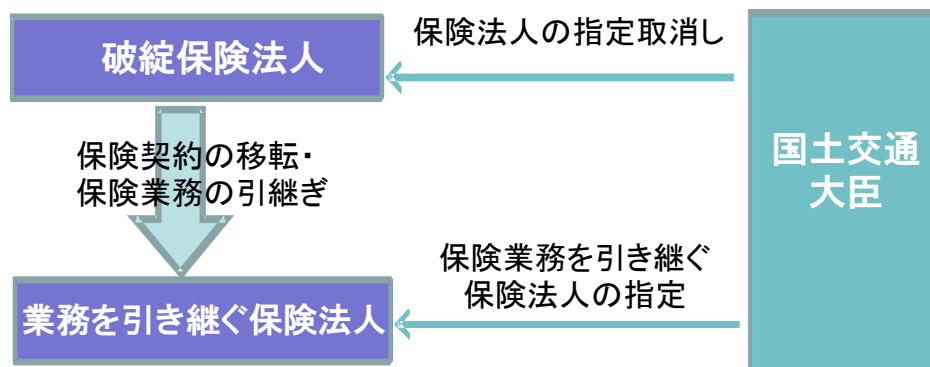 保険法人の指定取消し
破綻保険法人
保険契約の移転・
保険業務の引継ぎ
国土交通
大臣
保険業務を引き継ぐ
保険法人の指定
業務を引き継ぐ保険法人